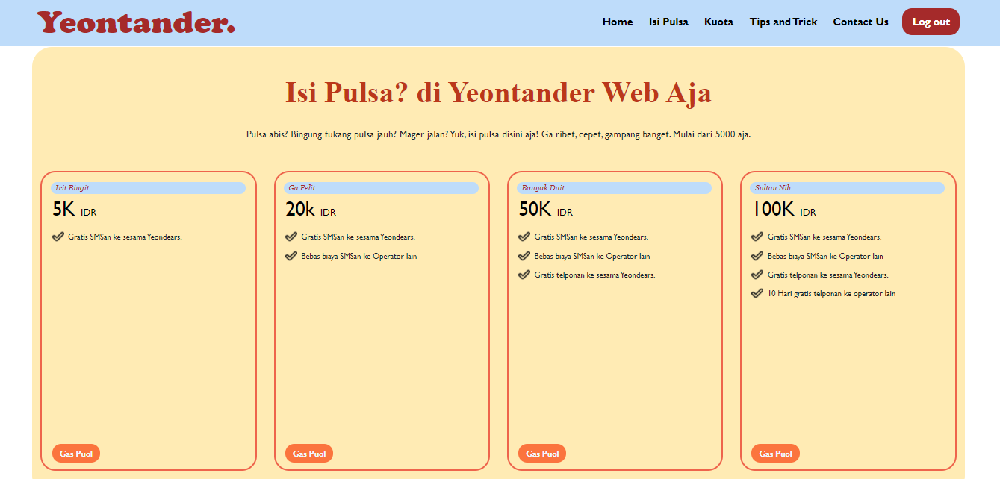 Yeontander.
Home Isi Pulsa Kuota Tips and Trick Contact Us Log out
Isi Pulsa? di Yeontander Web Aja
Pulsa abis? Bingung tukang pulsa jauh? Mager jalan? Yuk, isi pulsa disini aja! Ga ribet, cepet, gampang banget. Mulai dari 5000 aja.
Irit Bingit
5K IDR
Gratis SMSan ke sesama Yeondears.
Gas Puol
Ga Pelit
20k IDR
Gratis SMSan ke sesama Yeondears.
Bebas biaya SMSan ke Operator lain
Gas Puol
Banyak Duit
50K IDR
Gratis SMSan ke sesama Yeondears.
Bebas biaya SMSan ke Operator lain
Gratis telponan ke sesama Yeondears.
Gas Puol
Sultan Nih
100K IDR
Gratis SMSan ke sesama Yeondears.
Bebas biaya SMSan ke Operator lain
Gratis telponan ke sesama Yeondears.
10 Hari gratis telponan ke operator lain
Gas Puol